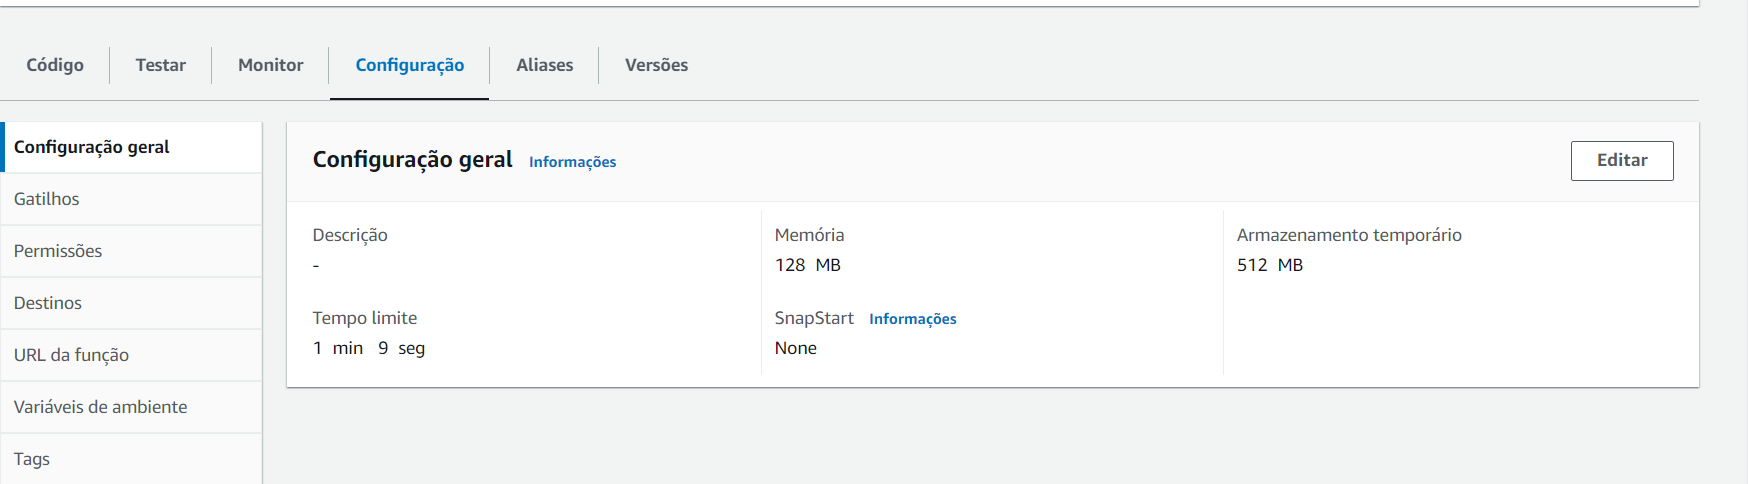 Código Testar Monitor Configuração Aliases Versões
Configuração geral
Gatilhos
Permissões
Destinos
URL da função
Variáveis de ambiente
Tags
Configuração geral Informações
Editar
Descrição
-
Memória
128 MB
Armazenamento temporário
512 MB
Tempo limite
1 min 9 seg
SnapStart Informações
None